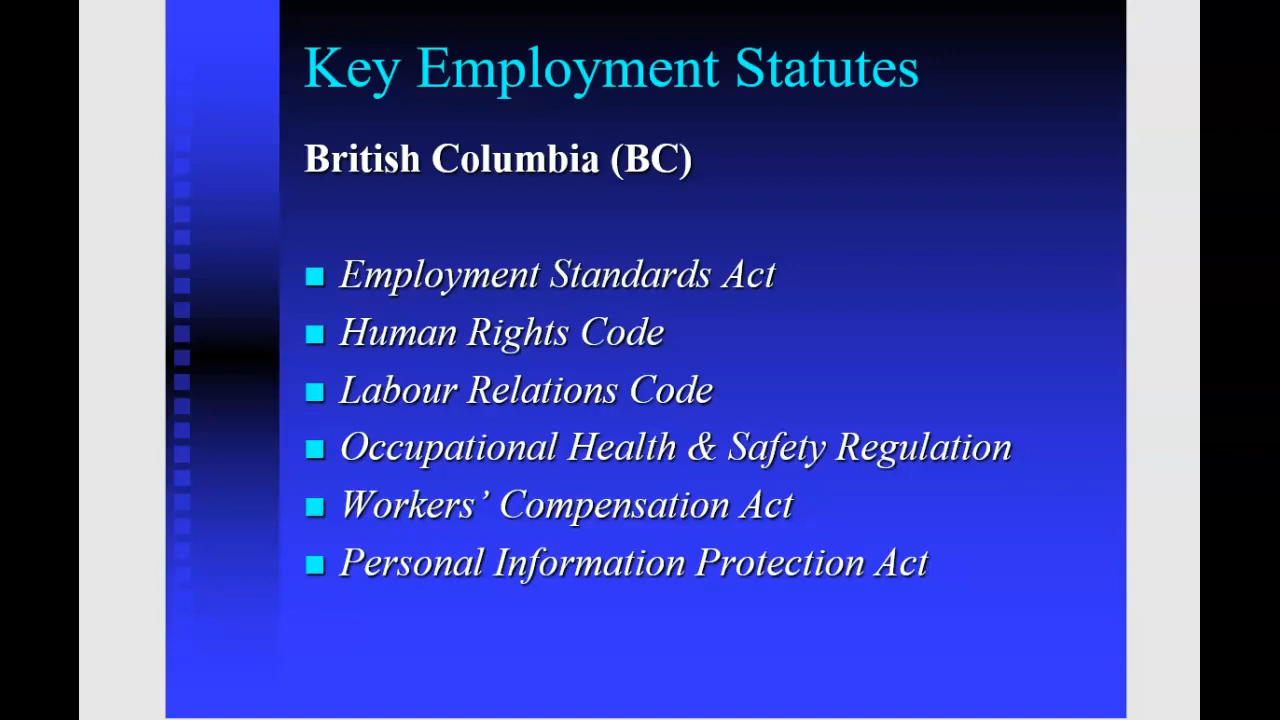 Key Employment Statutes
British Columbia (BC)
Employment Standards Act
Human Rights Code
Labour Relations Code
Occupational Health & Safety Regulation
Workers’ Compensation Act
Personal Information Protection Act